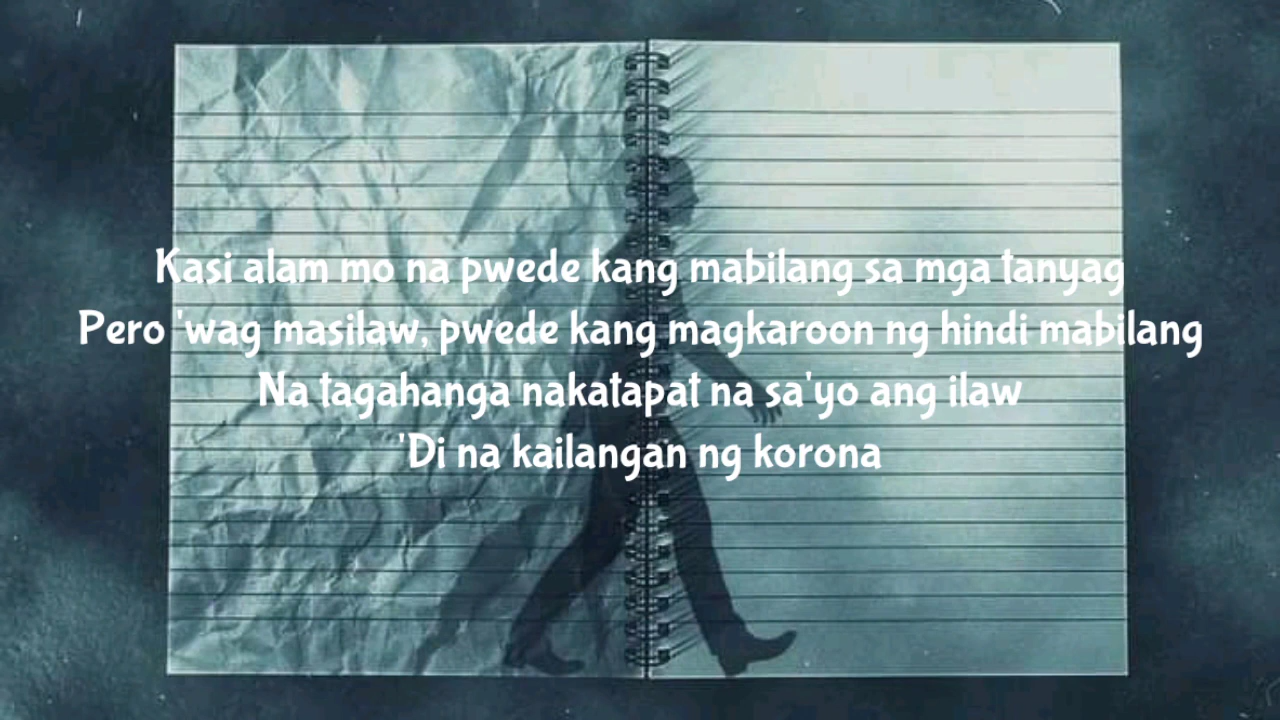 Kasi alam mo na pwede kang mabilang sa mga tanyag
Pero 'wag masilaw, pwede kang magkaroon ng hindi mabilang
Na tagahanga nakatapat na sa'yo ang ilaw
'Di na kailangan ng korona